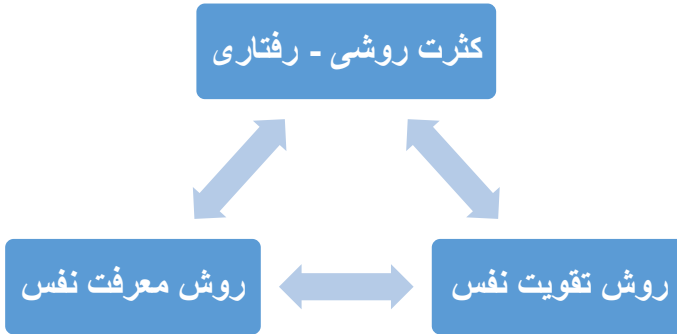 کثرت روشی - رفتاری
روش تقویت نفس
روش معرفت نفس